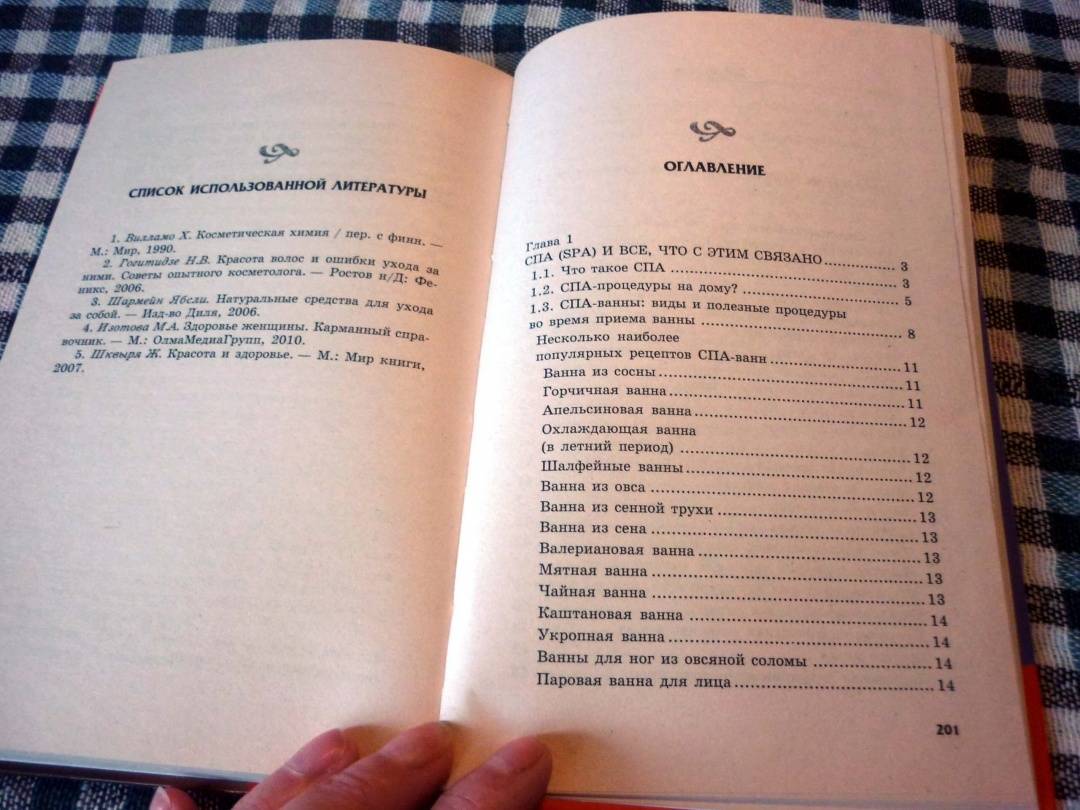 СПИСОК ИСПОЛЬЗОВАННОЙ ЛИТЕРАТУРЫ
1. Вилламо Х. Косметическая химия / пер. с финн. —
М.: Мир, 1990.
2. Гогитидзе Н.В. Красота волос и ошибки ухода за
ними. Советы опытного косметолога. — Ростов н/Д: Фе-
никс, 2006.
3. Шармейн Ябсли. Натуральные средства для ухода
за собой. — Изд-во Диля, 2006.
4. Изотова М.А. Здоровье женщины. Карманный спра-
вочник. — М.: ОлмаМедиаГрупп, 2010.
5. Шквыря Ж. Красота и здоровье. — М.: Мир книги,
2007.
ОГЛАВЛЕНИЕ
Глава 1
СПА (SPA) И ВСЕ, ЧТО С ЭТИМ СВЯЗАНО .............. 3
1.1. Что такое СПА .............. 3
1.2. СПА-процедуры на дому? .............. 5
1.3. СПА-ванны: виды и полезные процедуры
во время приема ванны .............. 8
Несколько наиболее
популярных рецептов СПА-ванн .............. 11
Ванна из сосны .............. 11
Горчичная ванна .............. 11
Апельсиновая ванна .............. 12
Охлаждающая ванна
(в летний период) .............. 12
Шалфейные ванны .............. 12
Ванна из овса .............. 12
Ванна из сенной трухи .............. 13
Ванна из сена .............. 13
Валериановая ванна .............. 13
Мятная ванна .............. 13
Чайная ванна .............. 13
Каштановая ванна .............. 14
Укропная ванна .............. 14
Ванны для ног из овсяной соломы .............. 14
Паровая ванна для лица .............. 14
201